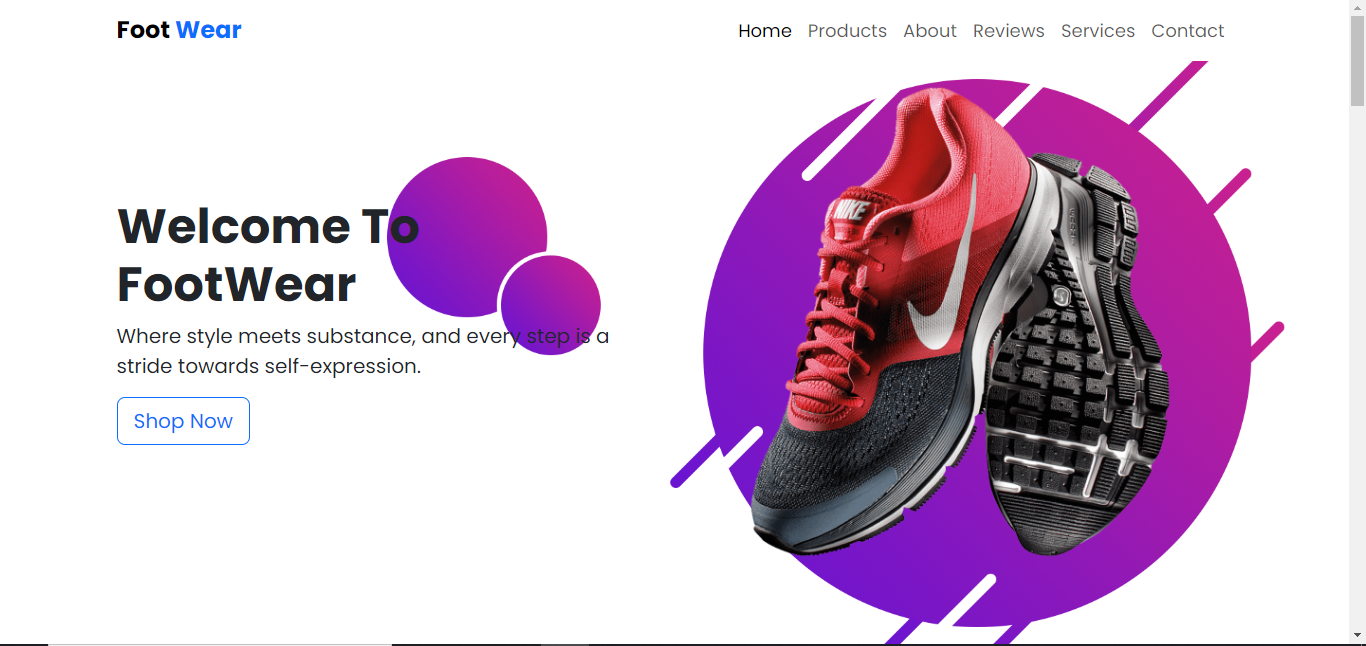 Foot Wear
Home Products About Reviews Services Contact
NIKE
Welcome To
FootWear
Where style meets substance, and every step is a
stride towards self-expression.
Shop Now